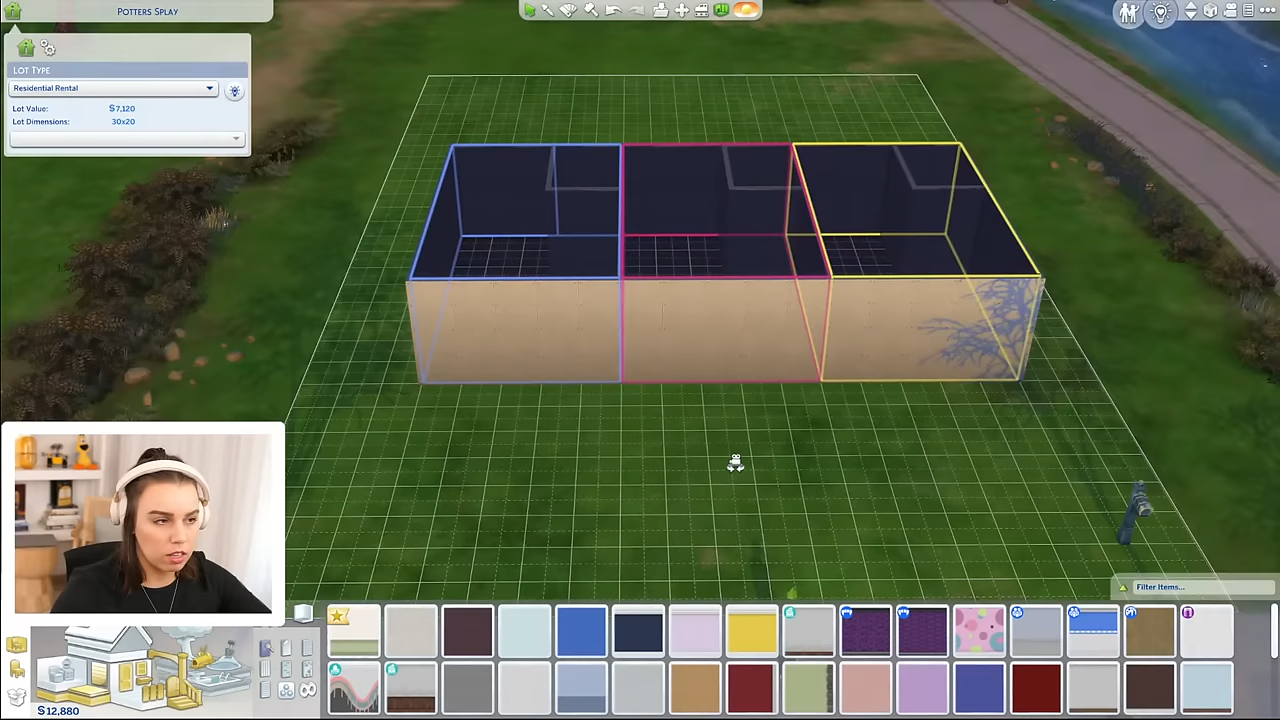 POTTERS SPLAY
LOT TYPE
Residential Rental
Lot Value: §7,120
Lot Dimensions: 30x20
Filter Items...
§12,880